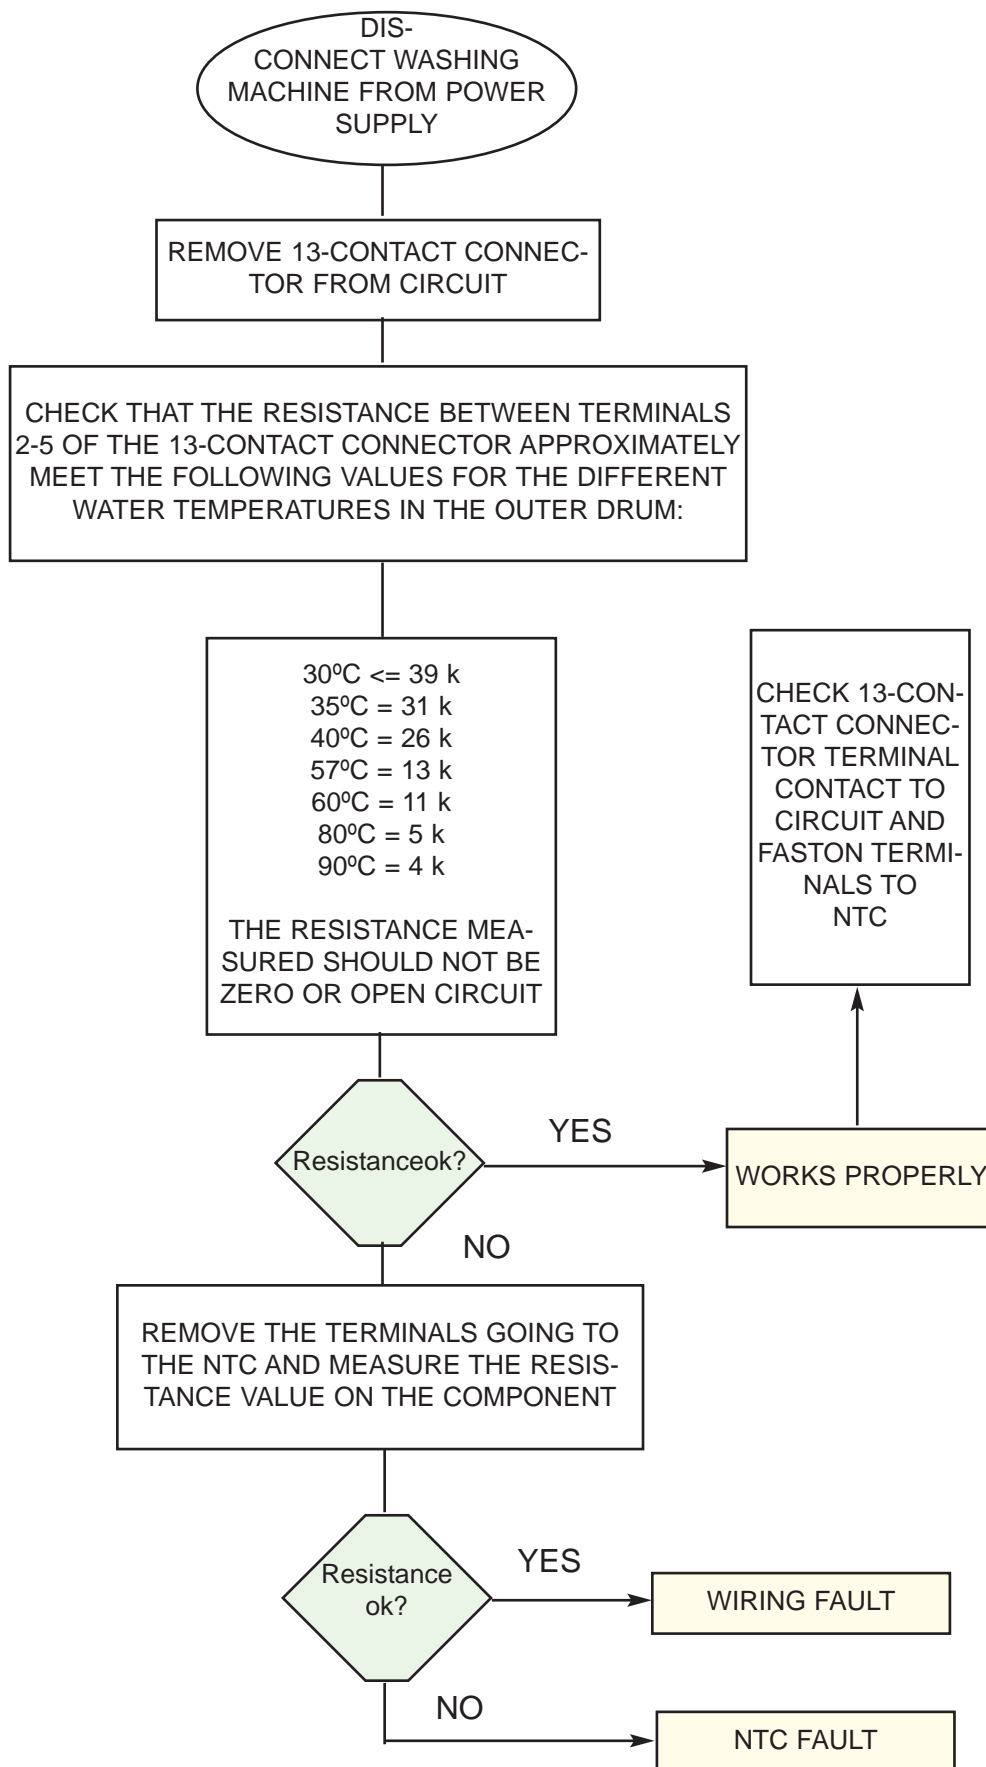 DIS-
CONNECT WASHING
MACHINE FROM POWER
SUPPLY
REMOVE 13-CONTACT CONNEC-
TOR FROM CIRCUIT
CHECK THAT THE RESISTANCE BETWEEN TERMINALS
2-5 OF THE 13-CONTACT CONNECTOR APPROXIMATELY
MEET THE FOLLOWING VALUES FOR THE DIFFERENT
WATER TEMPERATURES IN THE OUTER DRUM:
30ºC <= 39 k
35ºC = 31 k
40ºC = 26 k
57ºC = 13 k
60ºC = 11 k
80ºC = 5 k
90ºC = 4 k
THE RESISTANCE MEA-
SURED SHOULD NOT BE
ZERO OR OPEN CIRCUIT
CHECK 13-CON-
TACT CONNEC-
TOR TERMINAL
CONTACT TO
CIRCUIT AND
FASTON TERMI-
NALS TO
NTC
Resistanceok?
YES
WORKS PROPERLY
NO
REMOVE THE TERMINALS GOING TO
THE NTC AND MEASURE THE RESIS-
TANCE VALUE ON THE COMPONENT
Resistance
ok?
YES
WIRING FAULT
NO
NTC FAULT